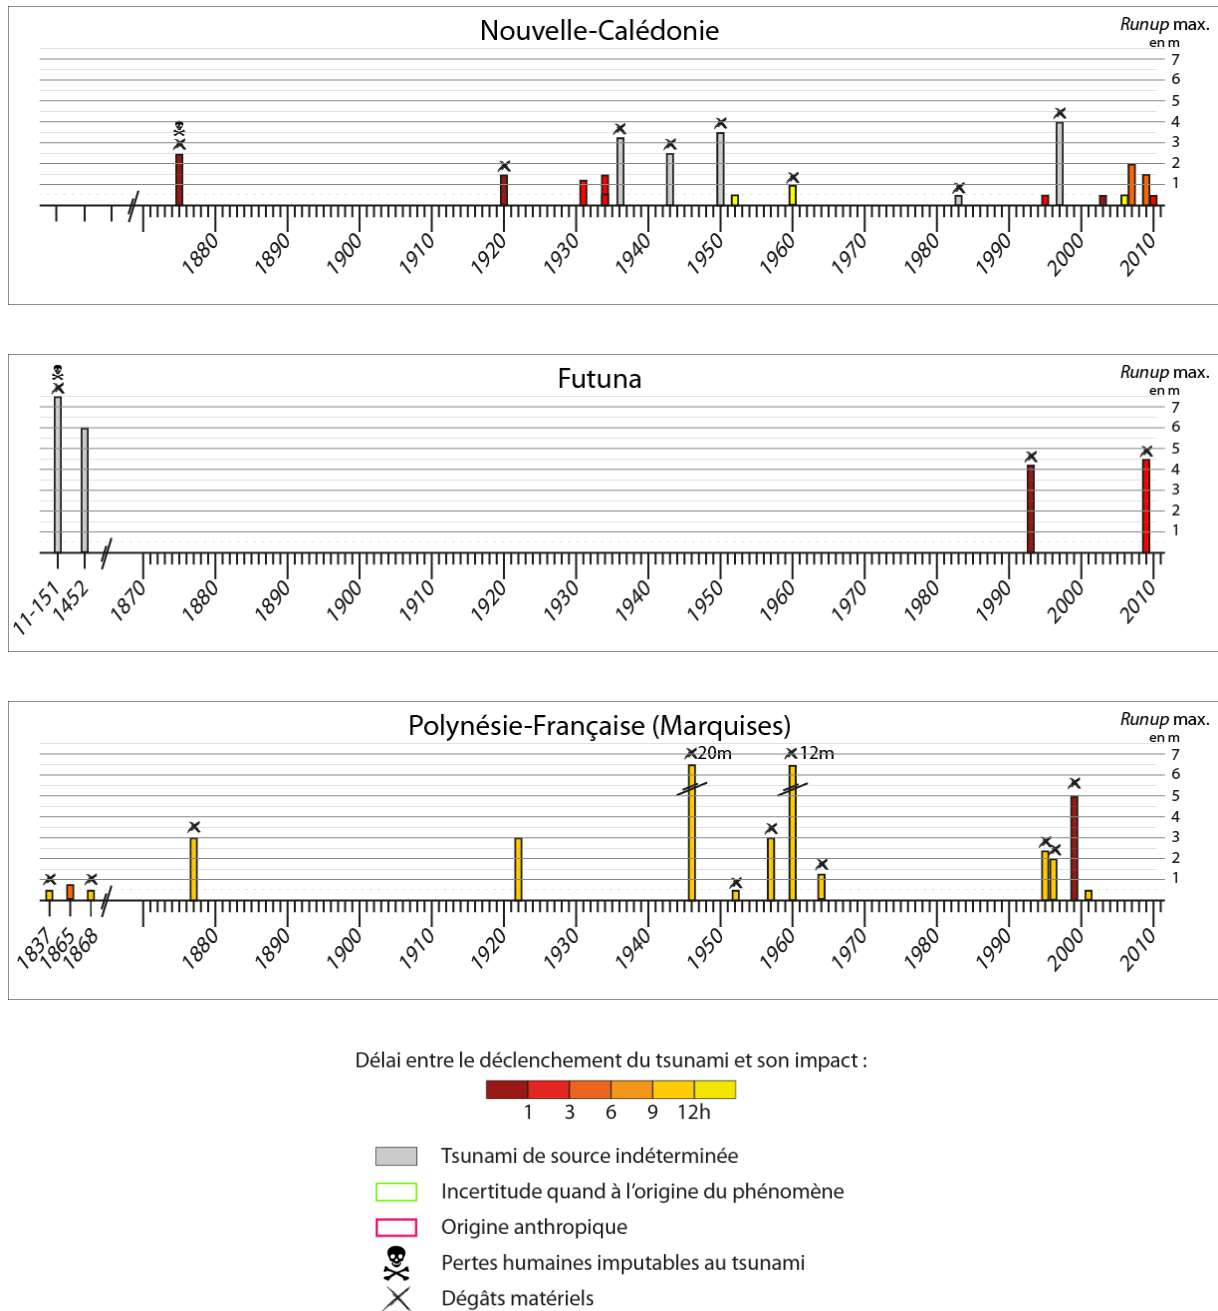 Nouvelle-Calédonie
Runup max.
en m
7
6
5
4
3
2
1
1880 1890 1900 1910 1920 1930 1940 1950 1960 1970 1980 1990 2000 2010
Futuna
Runup max.
en m
7
6
5
4
3
2
1
11-151 1452 1870 1880 1890 1900 1910 1920 1930 1940 1950 1960 1970 1980 1990 2000 2010
Polynésie-Française (Marquises)
Runup max.
en m
20m 12m
7
6
5
4
3
2
1
1837 1865 1868 1880 1890 1900 1910 1920 1930 1940 1950 1960 1970 1980 1990 2000 2010
Délai entre le déclenchement du tsunami et son impact :
1 3 6 9 12h
Tsunami de source indéterminée
Incertitude quand à l'origine du phénomène
Origine anthropique
Pertes humaines imputables au tsunami
Dégâts matériels